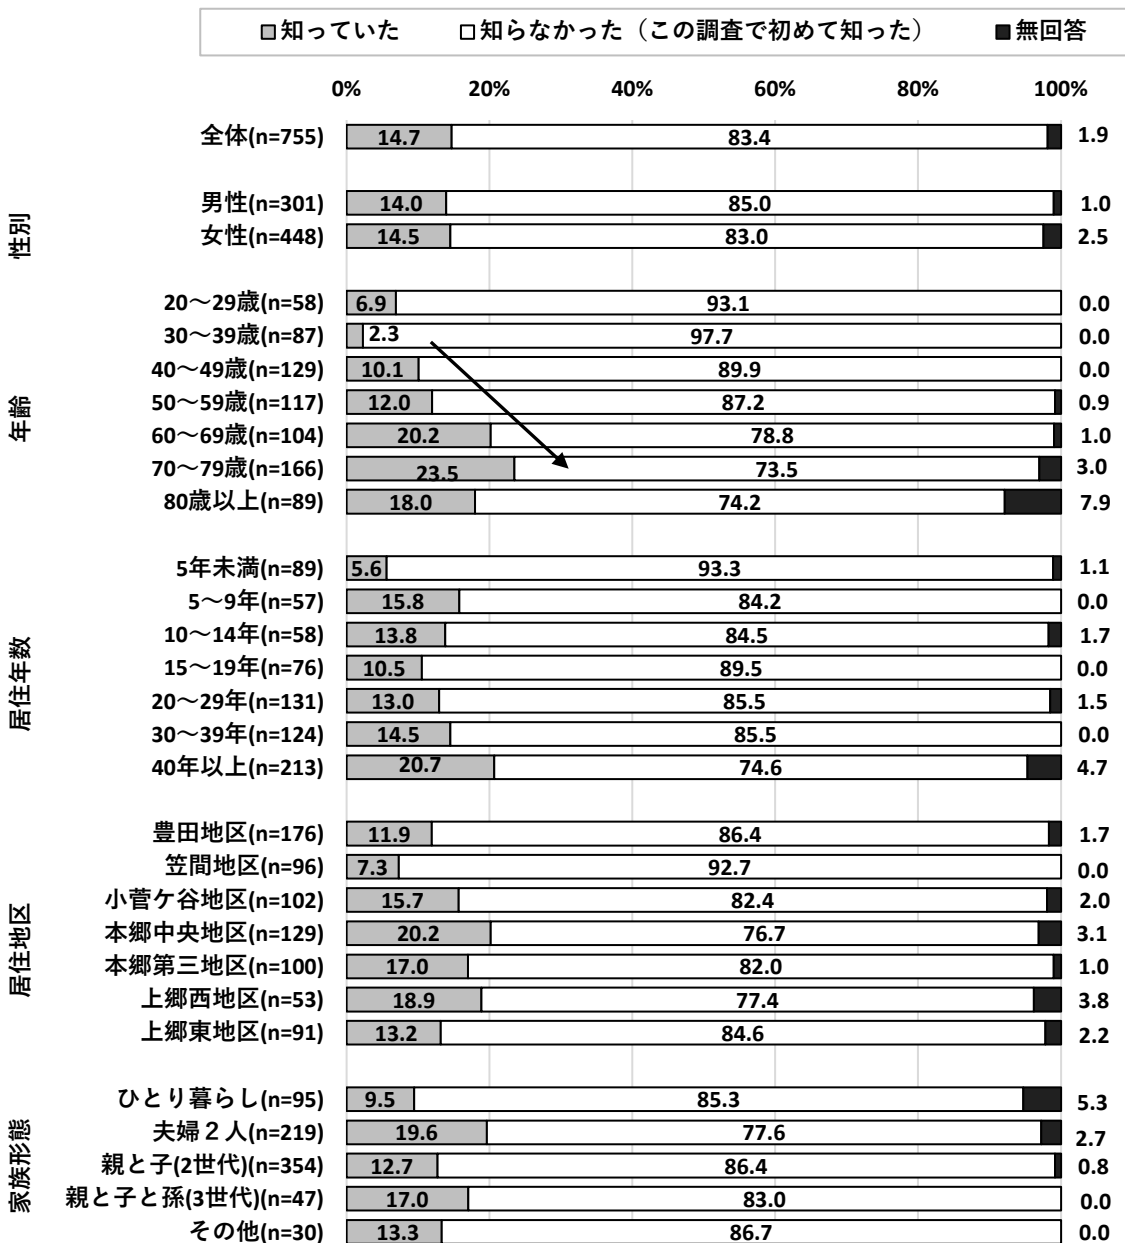 知っていた 知らなかった（この調査で初めて知った） 無回答
0% 20% 40% 60% 80% 100%
全体(n=755) 14.7 83.4 1.9
性別
男性(n=301) 14.0 85.0 1.0
女性(n=448) 14.5 83.0 2.5
年齢
20～29歳(n=58) 6.9 93.1 0.0
30～39歳(n=87) 2.3 97.7 0.0
40～49歳(n=129) 10.1 89.9 0.0
50～59歳(n=117) 12.0 87.2 0.9
60～69歳(n=104) 20.2 78.8 1.0
70～79歳(n=166) 23.5 73.5 3.0
80歳以上(n=89) 18.0 74.2 7.9
居住年数
5年未満(n=89) 5.6 93.3 1.1
5～9年(n=57) 15.8 84.2 0.0
10～14年(n=58) 13.8 84.5 1.7
15～19年(n=76) 10.5 89.5 0.0
20～29年(n=131) 13.0 85.5 1.5
30～39年(n=124) 14.5 85.5 0.0
40年以上(n=213) 20.7 74.6 4.7
居住地区
豊田地区(n=176) 11.9 86.4 1.7
笠間地区(n=96) 7.3 92.7 0.0
小菅ケ谷地区(n=102) 15.7 82.4 2.0
本郷中央地区(n=129) 20.2 76.7 3.1
本郷第三地区(n=100) 17.0 82.0 1.0
上郷西地区(n=53) 18.9 77.4 3.8
上郷東地区(n=91) 13.2 84.6 2.2
家族形態
ひとり暮らし(n=95) 9.5 85.3 5.3
夫婦２人(n=219) 19.6 77.6 2.7
親と子(2世代)(n=354) 12.7 86.4 0.8
親と子と孫(3世代)(n=47) 17.0 83.0 0.0
その他(n=30) 13.3 86.7 0.0